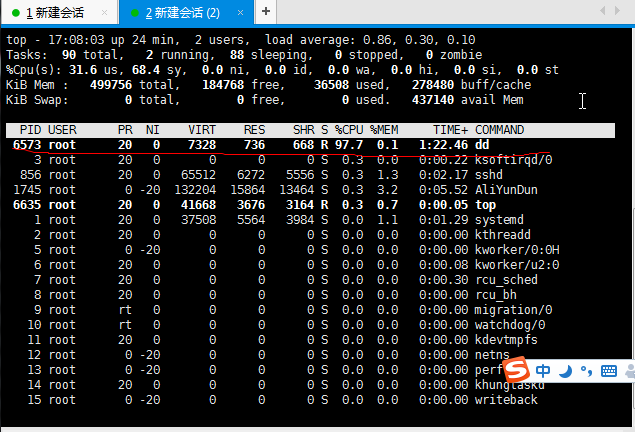 1 新建会话
2 新建会话 (2)
top - 17:08:03 up 24 min,  2 users,  load average: 0.86, 0.30, 0.10
Tasks:  90 total,   2 running,  88 sleeping,   0 stopped,   0 zombie
%Cpu(s): 31.6 us, 68.4 sy,  0.0 ni,  0.0 id,  0.0 wa,  0.0 hi,  0.0 si,  0.0 st
KiB Mem :   499756 total,   184768 free,    36508 used,   278480 buff/cache
KiB Swap:        0 total,        0 free,        0 used.   437140 avail Mem
PID USER      PR  NI    VIRT    RES    SHR S %CPU %MEM     TIME+ COMMAND
6573 root      20   0    7328    736    668 R 97.7  0.1   1:22.46 dd
3 root      20   0       0      0      0 S  0.3  0.0   0:00.22 ksoftirqd/0
856 root      20   0   65512   6272   5556 S  0.3  1.3   0:02.17 sshd
1745 root       0 -20  132204  15864  13464 S  0.3  3.2   0:05.52 AliYunDun
6635 root      20   0   41668   3676   3164 R  0.3  0.7   0:00.05 top
1 root      20   0   37508   5564   3984 S  0.0  1.1   0:01.29 systemd
2 root      20   0       0      0      0 S  0.0  0.0   0:00.00 kthreadd
5 root       0 -20       0      0      0 S  0.0  0.0   0:00.00 kworker/0:0H
6 root      20   0       0      0      0 S  0.0  0.0   0:00.08 kworker/u2:0
7 root      20   0       0      0      0 S  0.0  0.0   0:00.30 rcu_sched
8 root      20   0       0      0      0 S  0.0  0.0   0:00.00 rcu_bh
9 root      rt   0       0      0      0 S  0.0  0.0   0:00.00 migration/0
10 root      rt   0       0      0      0 S  0.0  0.0   0:00.00 watchdog/0
11 root      20   0       0      0      0 S  0.0  0.0   0:00.00 kdevtmpfs
12 root       0 -20       0      0      0 S  0.0  0.0   0:00.00 netns
13 root       0 -20       0      0      0 S  0.0  0.0   0:00.00 perf
中
14 root      20   0       0      0      0 S  0.0  0.0   0:00.00 khungtaskd
15 root       0 -20       0      0      0 S  0.0  0.0   0:00.00 writeback